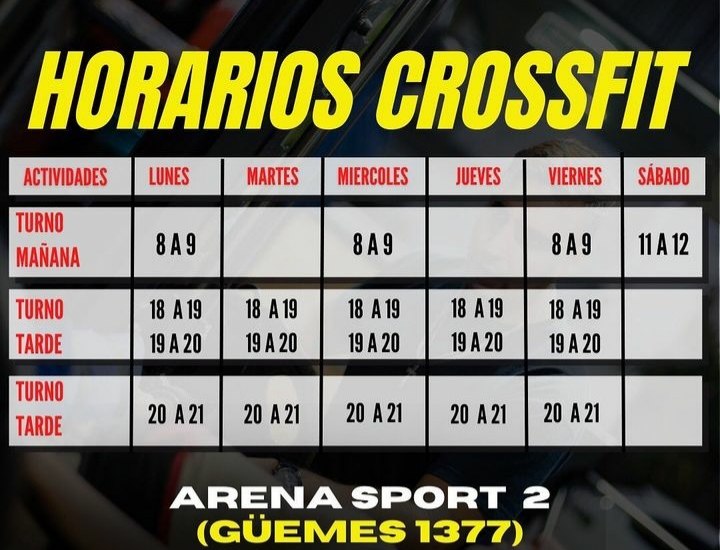 HORARIOS CROSSFIT
ACTIVIDADES LUNES MARTES MIERCOLES JUEVES VIERNES SÁBADO
TURNO
MAÑANA
8 A 9 8 A 9 8 A 9 11 A 12
TURNO 18 A 19 18 A 19 18 A 19 18 A 19 18 A 19
TARDE 19 A 20 19 A 20 19 A 20 19 A 20 19 A 20
TURNO
TARDE
20 A 21 20 A 21 20 A 21 20 A 21 20 A 21
ARENA SPORT 2
(GÜEMES 1377)